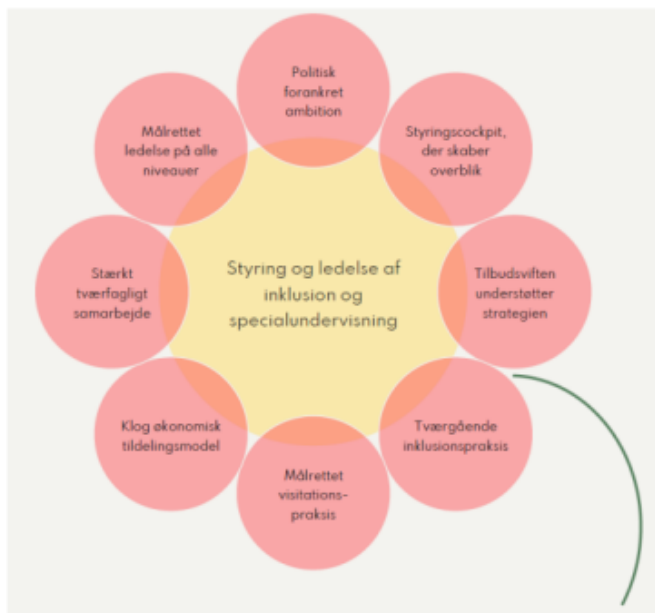 Politisk
forankret
ambition
Styringscockpit,
der skaber
overblik
Tilbudsviften
understøtter
strategien
Tværgående
inklusionspraksis
Målrettet
visitations-
praksis
Klog økonomisk
tildelingsmodel
Stærkt
tværfagligt
samarbejde
Målrettet
ledelse på alle
niveauer
Styring og ledelse af
inklusion og
specialundervisning